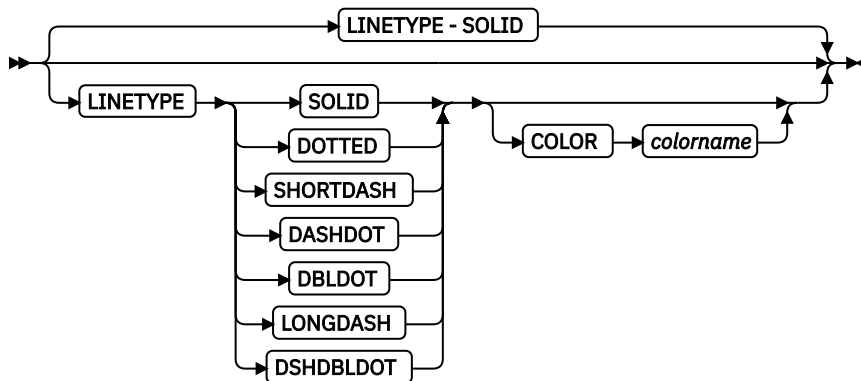 LINETYPE - SOLID
LINETYPE
SOLID
COLOR
colorname
DOTTED
SHORTDASH
DASHDOT
DBLDOT
LONGDASH
DSHDBLDOT